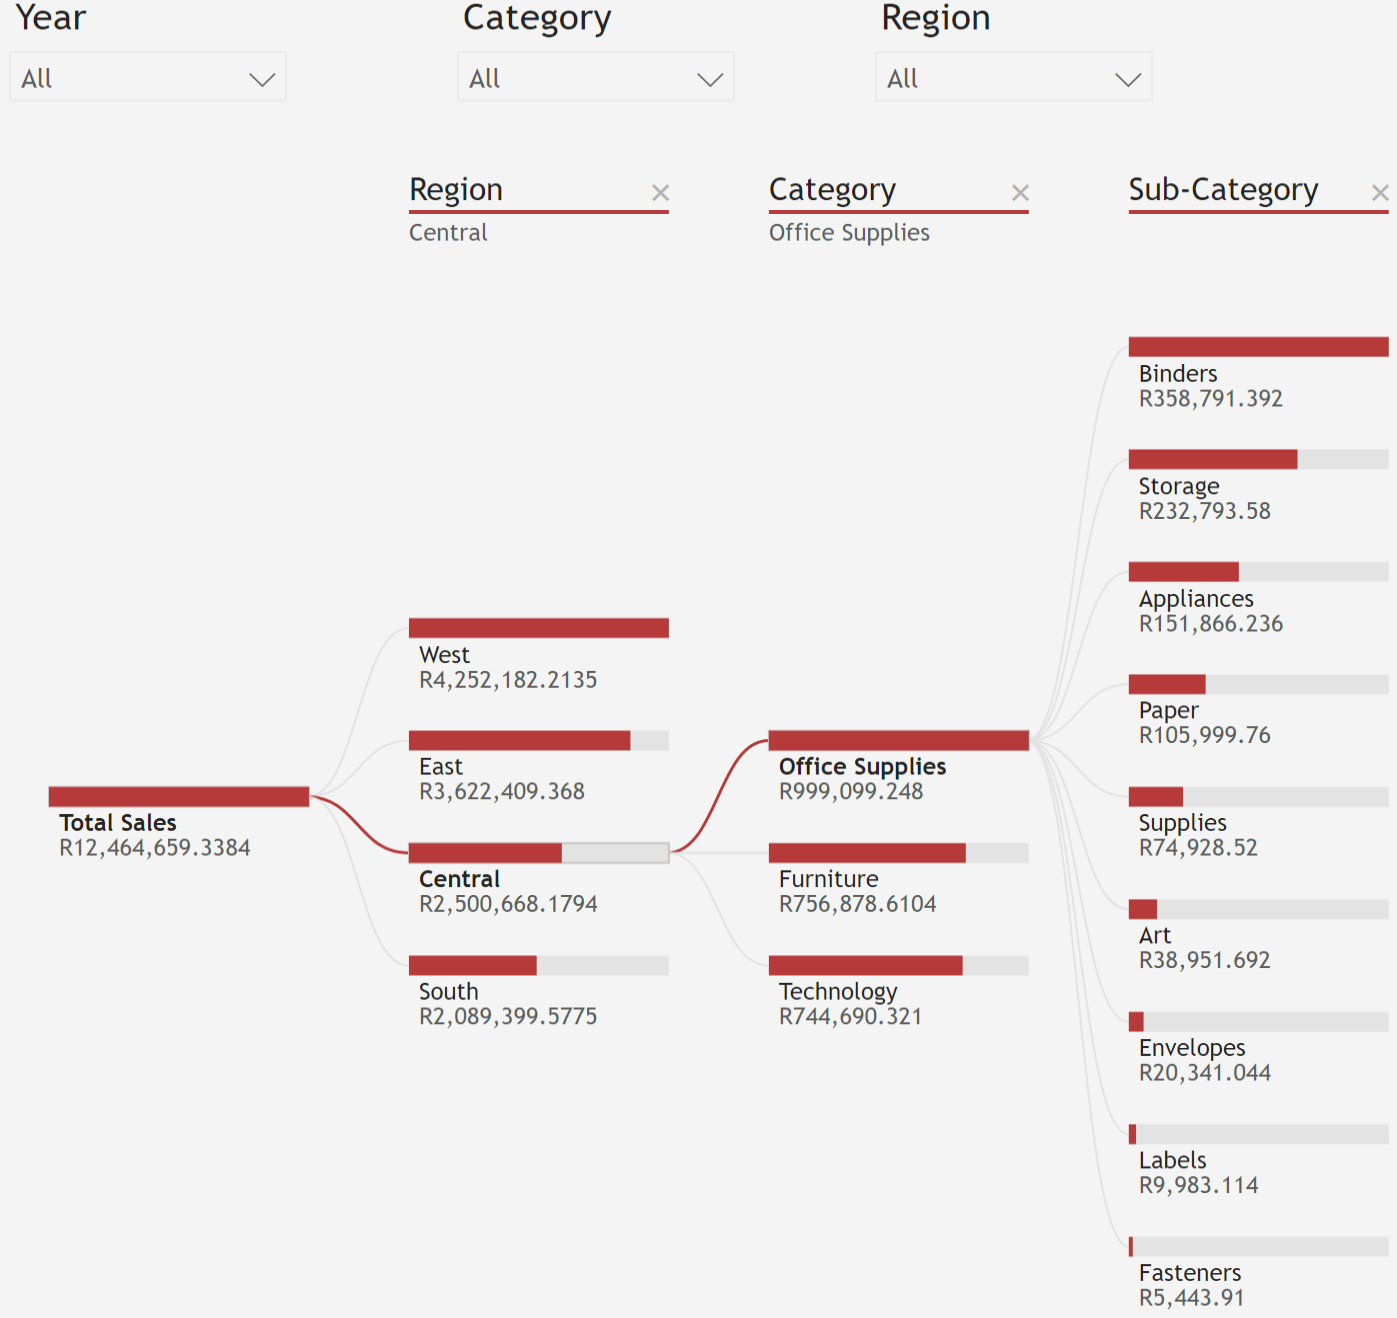 Year
Category
Region
All
All
All
Region
Category
Sub-Category
Central
Office Supplies
Total Sales
R12,464,659.3384
West
R4,252,182.2135
East
R3,622,409.368
Central
R2,500,668.1794
South
R2,089,399.5775
Office Supplies
R999,099.248
Furniture
R756,878.6104
Technology
R744,690.321
Binders
R358,791.392
Storage
R232,793.58
Appliances
R151,866.236
Paper
R105,999.76
Supplies
R74,928.52
Art
R38,951.692
Envelopes
R20,341.044
Labels
R9,983.114
Fasteners
R5,443.91